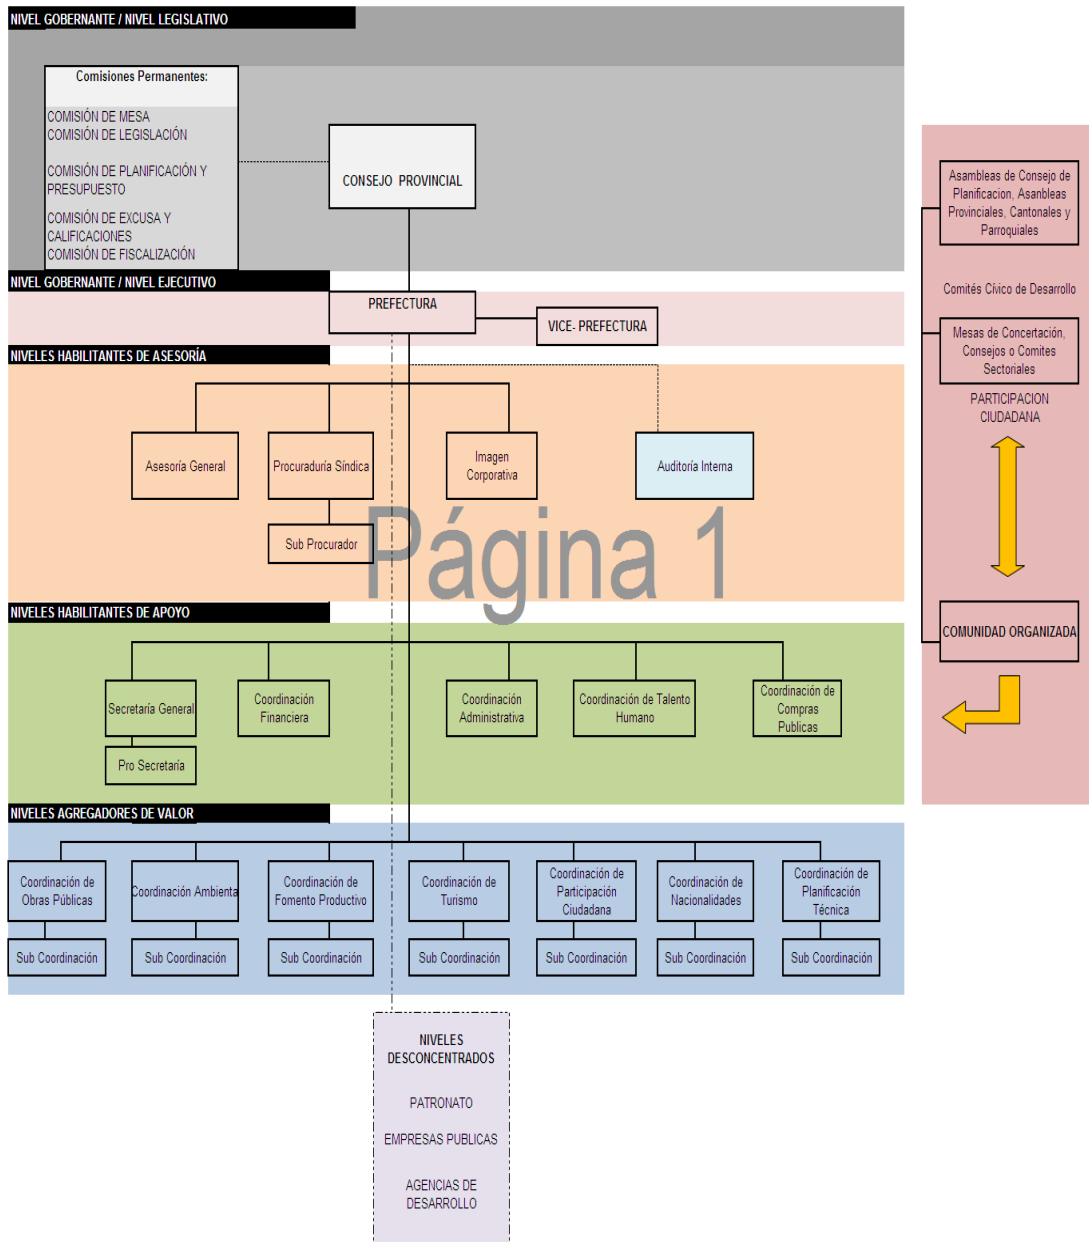 NIVEL GOBERNANTE / NIVEL LEGISLATIVO
Comisiones Permanentes:
COMISIÓN DE MESA
COMISIÓN DE LEGISLACIÓN
COMISIÓN DE PLANIFICACIÓN Y
PRESUPUESTO
COMISIÓN DE EXCUSA Y
CALIFICACIONES
COMISIÓN DE FISCALIZACIÓN
CONSEJO PROVINCIAL
NIVEL GOBERNANTE / NIVEL EJECUTIVO
PREFECTURA
VICE- PREFECTURA
NIVELES HABILITANTES DE ASESORÍA
Asesoría General
Procuraduría Síndica
Imagen
Corporativa
Auditoría Interna
Sub Procurador
Página 1
NIVELES HABILITANTES DE APOYO
Secretaría General
Coordinación
Financiera
Coordinación
Administrativa
Coordinación de Talento
Humano
Coordinación de
Compras
Publicas
Pro Secretaría
NIVELES AGREGADORES DE VALOR
Coordinación de
Obras Públicas
Coordinación Ambienta
Coordinación de
Fomento Productivo
Coordinación de
Turismo
Coordinación de
Participación
Ciudadana
Coordinación de
Nacionalidades
Coordinación de
Planificación
Técnica
Sub Coordinación
Sub Coordinación
Sub Coordinación
Sub Coordinación
Sub Coordinación
Sub Coordinación
Sub Coordinación
NIVELES
DESCONCENTRADOS
PATRONATO
EMPRESAS PUBLICAS
AGENCIAS DE
DESARROLLO
Asambleas de Consejo de
Planificacion, Asanbleas
Provinciales, Cantonales y
Parroquiales
Comités Cívico de Desarrollo
Mesas de Concertación,
Consejos o Comites
Sectoriales
PARTICIPACION
CIUDADANA
COMUNIDAD ORGANIZADA